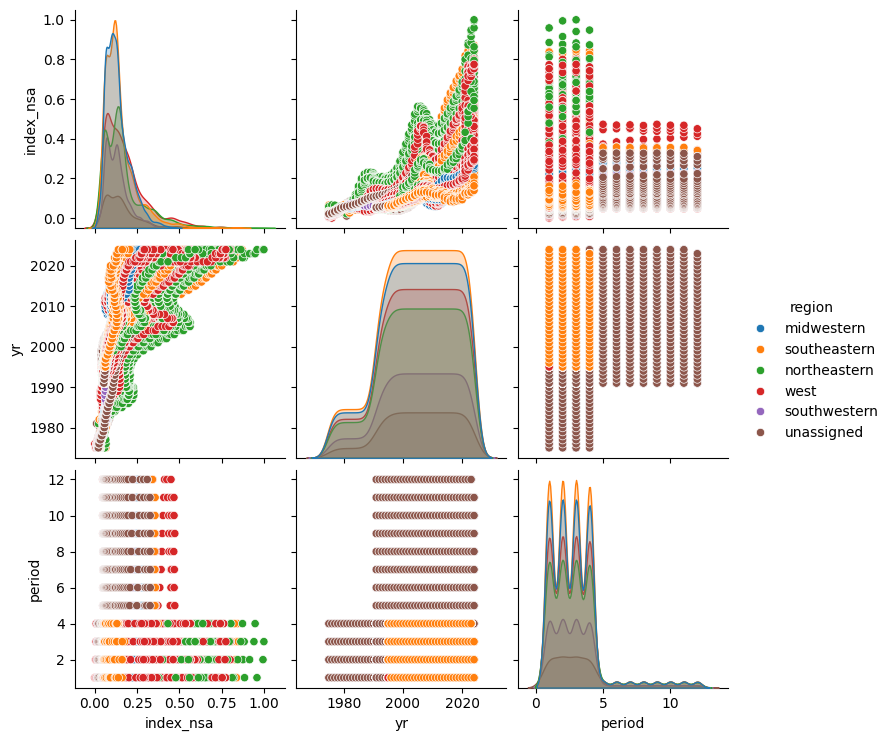 1.0
0.8
0.6
0.4
0.2
0.0
index_nsa
2020
2010
2000
1990
1980
yr
region
midwestern
southeastern
northeastern
west
southwestern
unassigned
12
10
8
6
4
2
period
0.00 0.25 0.50 0.75 1.00
index_nsa
1980 2000 2020
yr
0 5 10
period